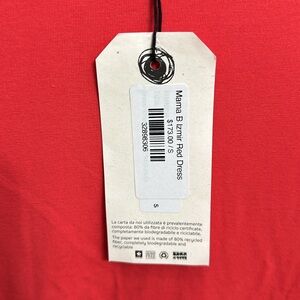 Mama B Izmir Red Dress
$173.00 / S
32898306
S
La carta da noi utilizzata è prevalentemente
composta: 80% da fibre di riciclo certificate,
completamente biodegradabile e riciclabile.
The paper we used is made of 80% recycled
fiber, completely biodegradable and
recyclable